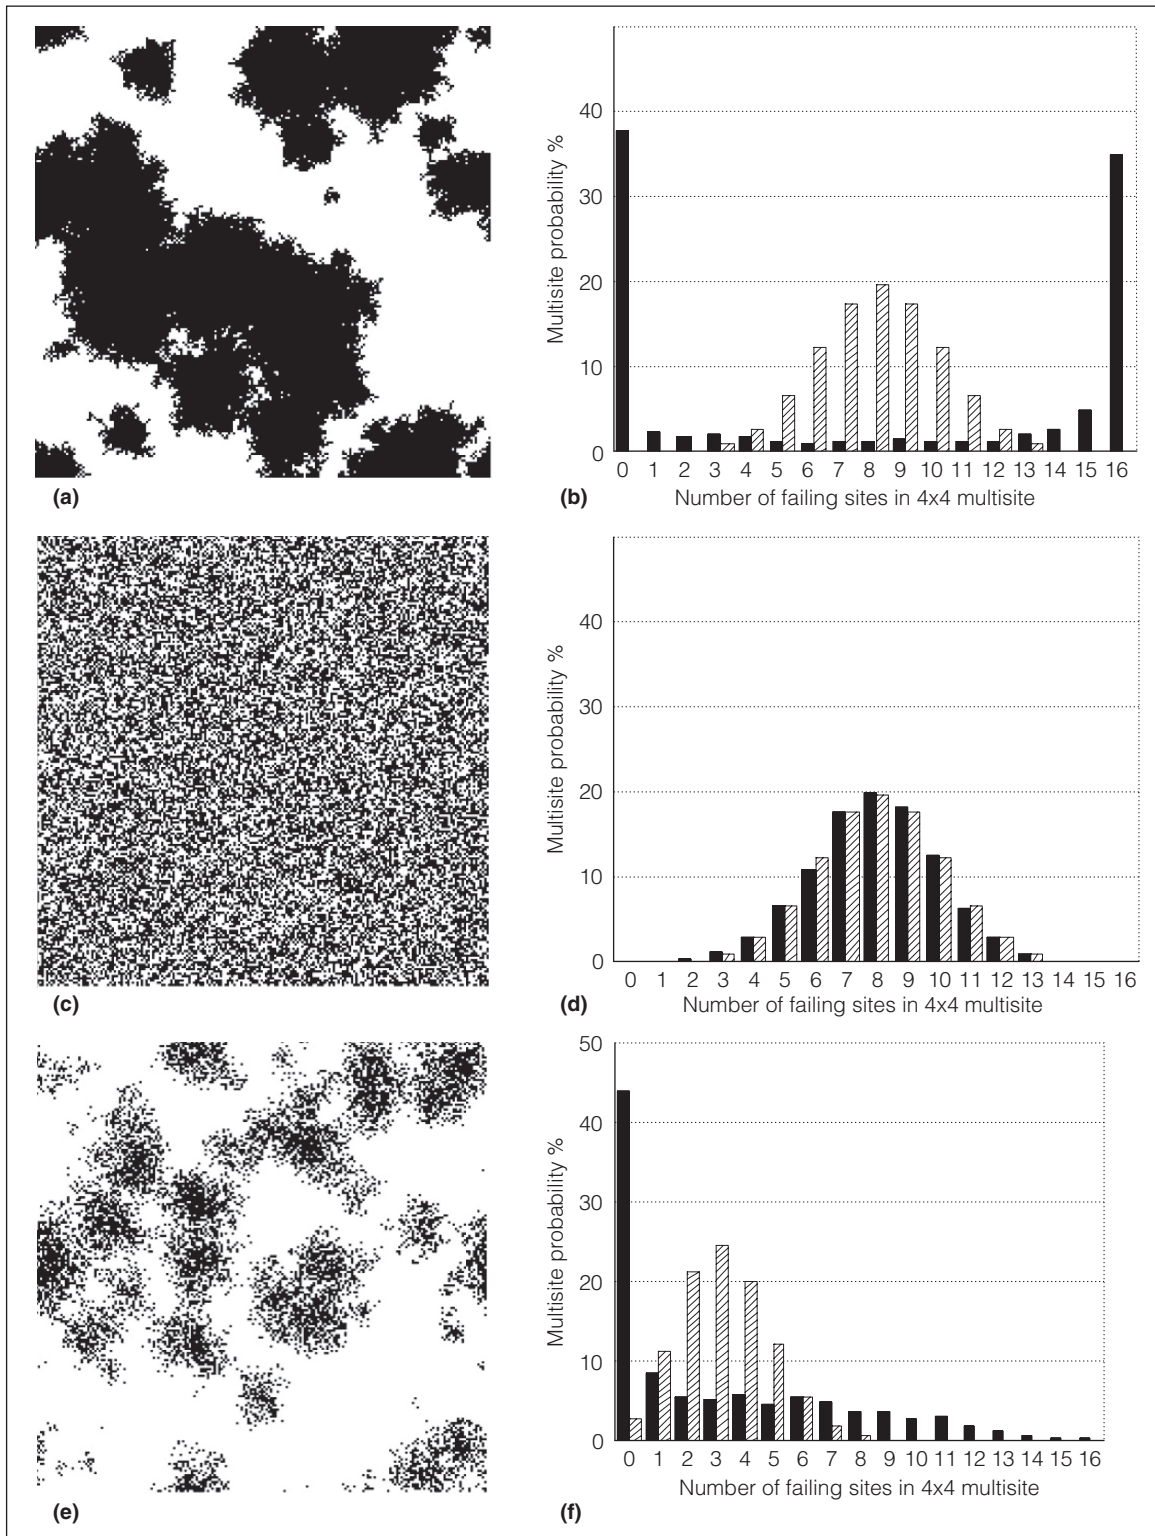 40
30
20
10
0
Multisite probability %
0 1 2 3 4 5 6 7 8 9 10 11 12 13 14 15 16
Number of failing sites in 4x4 multisite
(a)
(b)
40
30
20
10
0
Multisite probability %
0 1 2 3 4 5 6 7 8 9 10 11 12 13 14 15 16
Number of failing sites in 4x4 multisite
(c)
(d)
50
40
30
20
10
0
Multisite probability %
0 1 2 3 4 5 6 7 8 9 10 11 12 13 14 15 16
Number of failing sites in 4x4 multisite
(e)
(f)